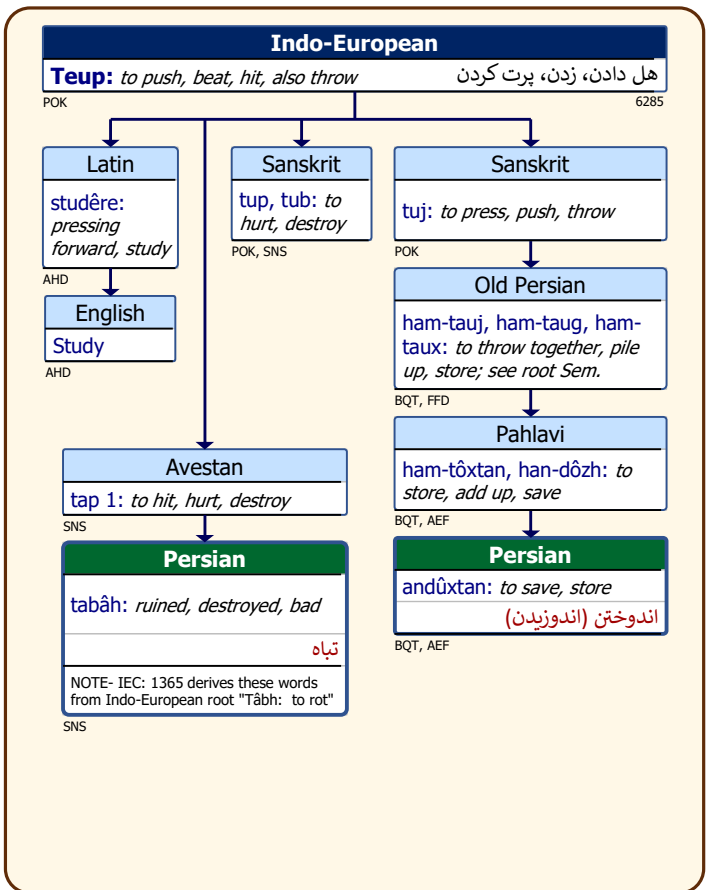 Indo-European
Teup: to push, beat, hit, also throw هل دادن، زدن، پرت کردن
POK 6285
Latin
studêre:
pressing
forward, study
AHD
English
Study
AHD
Sanskrit
tup, tub: to
hurt, destroy
POK, SNS
Sanskrit
tuj: to press, push, throw
POK
Old Persian
ham-tauj, ham-taug, ham-
taux: to throw together, pile
up, store; see root Sem.
BQT, FFD
Pahlavi
ham-tôxtan, han-dôzh: to
store, add up, save
BQT, AEF
Avestan
tap 1: to hit, hurt, destroy
SNS
Persian
tabâh: ruined, destroyed, bad
تباه
NOTE- IEC: 1365 derives these words
from Indo-European root "Tâbh: to rot"
SNS
Persian
andûxtan: to save, store
اندوختن (اندوزیدن)
BQT, AEF